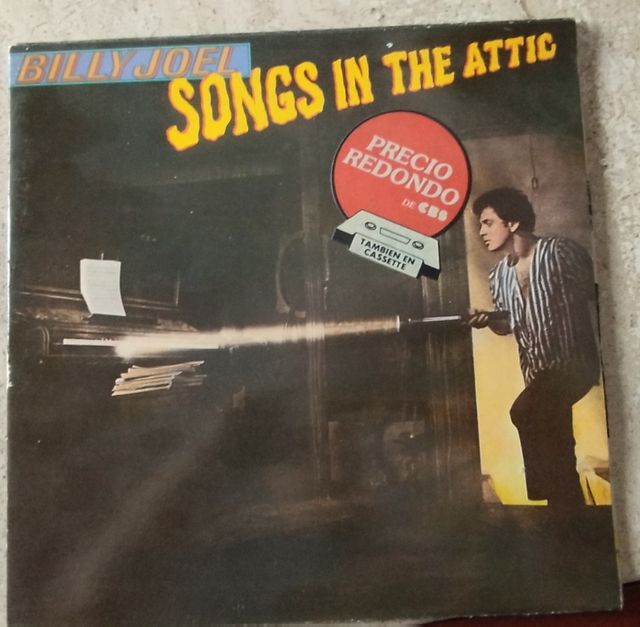 BILLY JOEL
SONGS IN THE ATTIC
PRECIO
REDONDO
DE CBS
TAMBIEN EN
CASSETTE